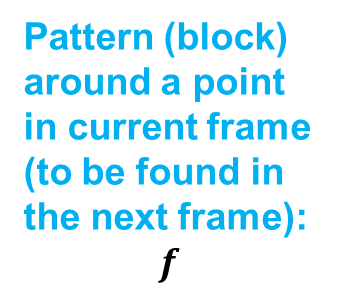 Pattern (block)
around a point
in current frame
(to be found in
the next frame):
f